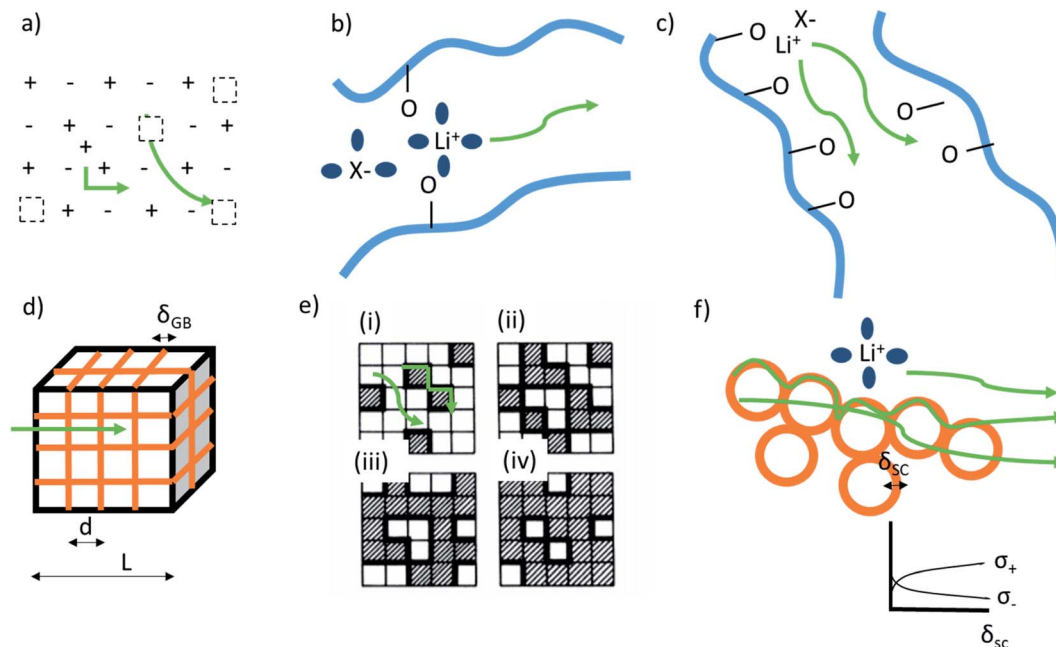 a)
+ - + - +
- + - - +
+
+ - + - + -
+ - + -
b)
O
Li⁺
X-
O
c)
O
X-
Li⁺
O
O
O
O
O
d)
δGB
d
L
e)
(i)
(ii)
(iii)
(iv)
f)
Li⁺
δSC
σ₊
σ₋
δsc